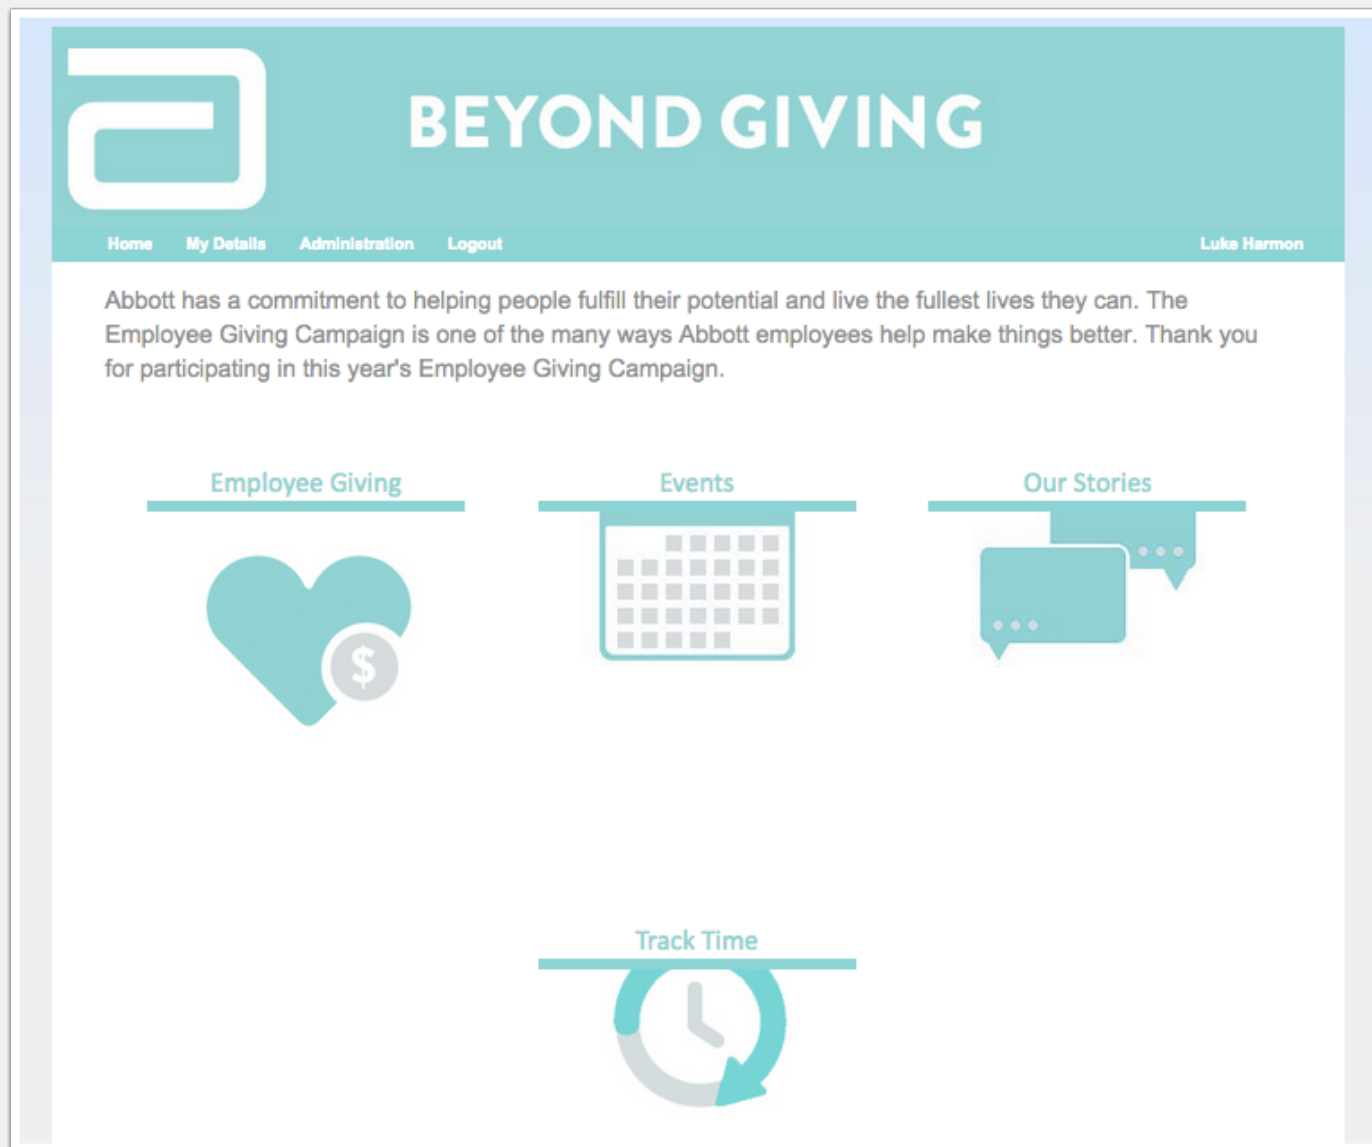 BEYOND GIVING
Home My Details Administration Logout Luke Harmon
Abbott has a commitment to helping people fulfill their potential and live the fullest lives they can. The
Employee Giving Campaign is one of the many ways Abbott employees help make things better. Thank you
for participating in this year's Employee Giving Campaign.
Employee Giving Events Our Stories
$
Track Time